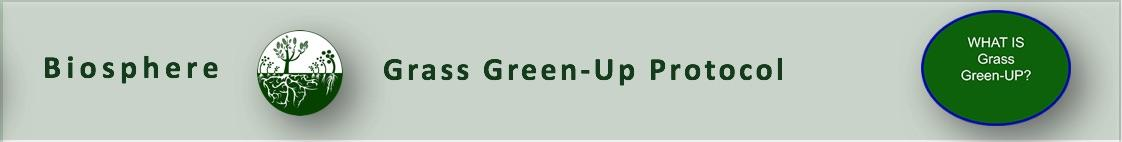 Biosphere
Grass Green-Up Protocol
WHAT IS
Grass
Green-UP?